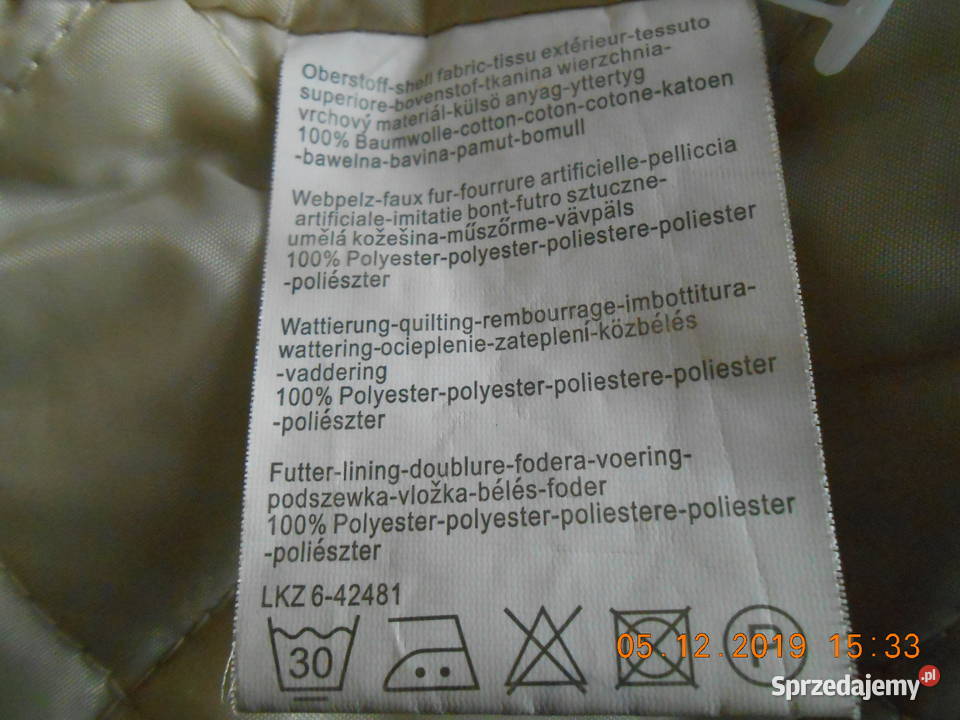 Oberstoff-shell fabric-tissu extérieur-tessuto
superiore-bovenstof-tkanina wierzchnia-
vrchový materiál-külsö anyag-yttertyg
100% Baumwolle-cotton-coton-cotone-katoen
-bawelna-bavina-pamut-bomull
Webpelz-faux fur-fourrure artificielle-pelliccia
artificiale-imitatie bont-futro sztuczne-
umělá kožešina-műszőrme-vävpäls
100% Polyester-polyester-poliestere-poliester
-poliészter
Wattierung-quilting-rembourrage-imbottitura-
wattering-ocieplenie-zateplení-közbélés
-vaddering
100% Polyester-polyester-poliestere-poliester
-poliészter
Futter-lining-doublure-fodera-voering-
podszewka-vložka-bélés-foder
100% Polyester-polyester-poliestere-poliester
-poliészter
LKZ 6-42481
30
P
05.12.2019 15:33
Sprzedajemy.pl